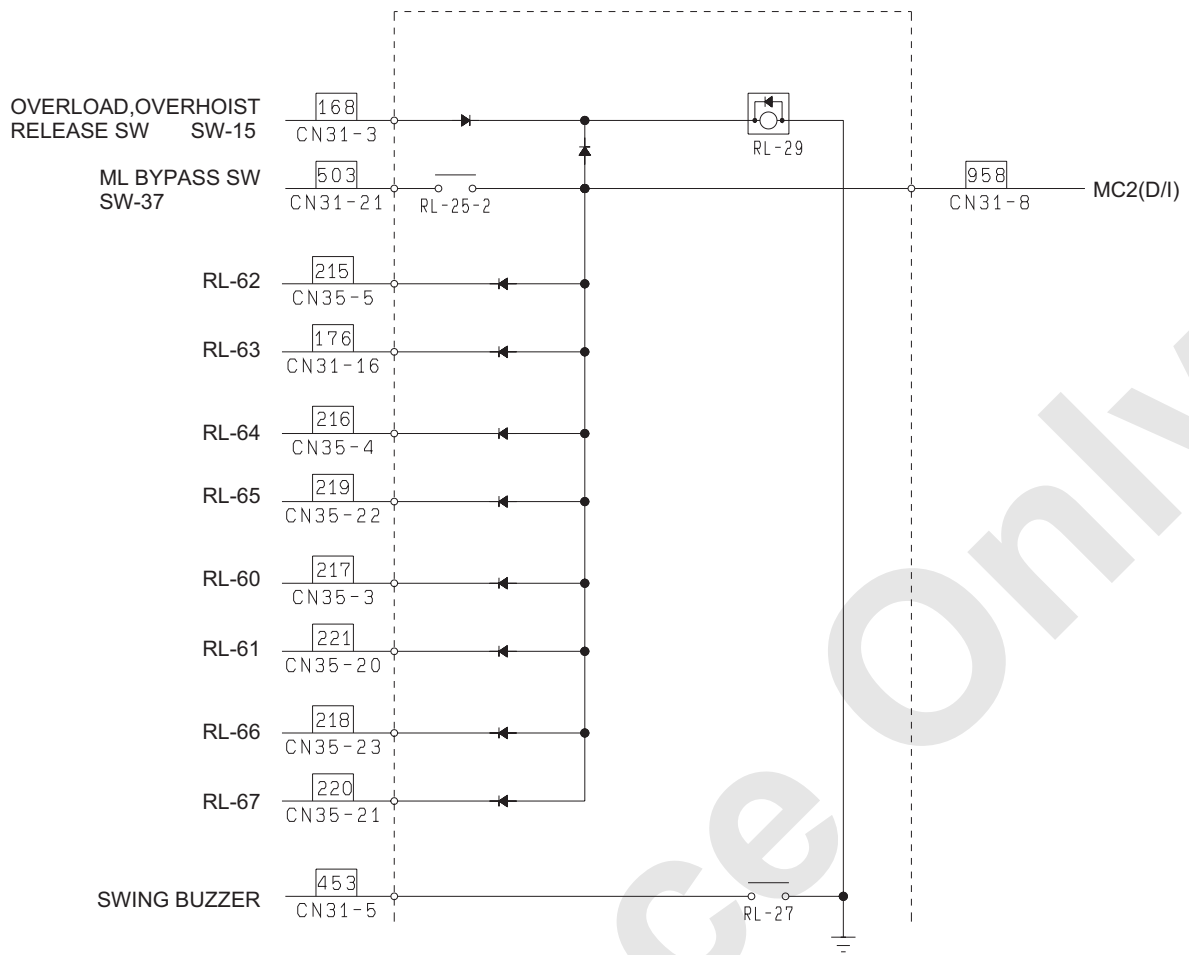 OVERLOAD,OVERHOIST
RELEASE SW SW-15
168
CN31-3
RL-29
ML BYPASS SW
SW-37
503
CN31-21
RL-25-2
958
CN31-8
MC2(D/I)
RL-62
215
CN35-5
RL-63
176
CN31-16
RL-64
216
CN35-4
RL-65
219
CN35-22
RL-60
217
CN35-3
RL-61
221
CN35-20
RL-66
218
CN35-23
RL-67
220
CN35-21
SWING BUZZER
453
CN31-5
RL-27
ce Only